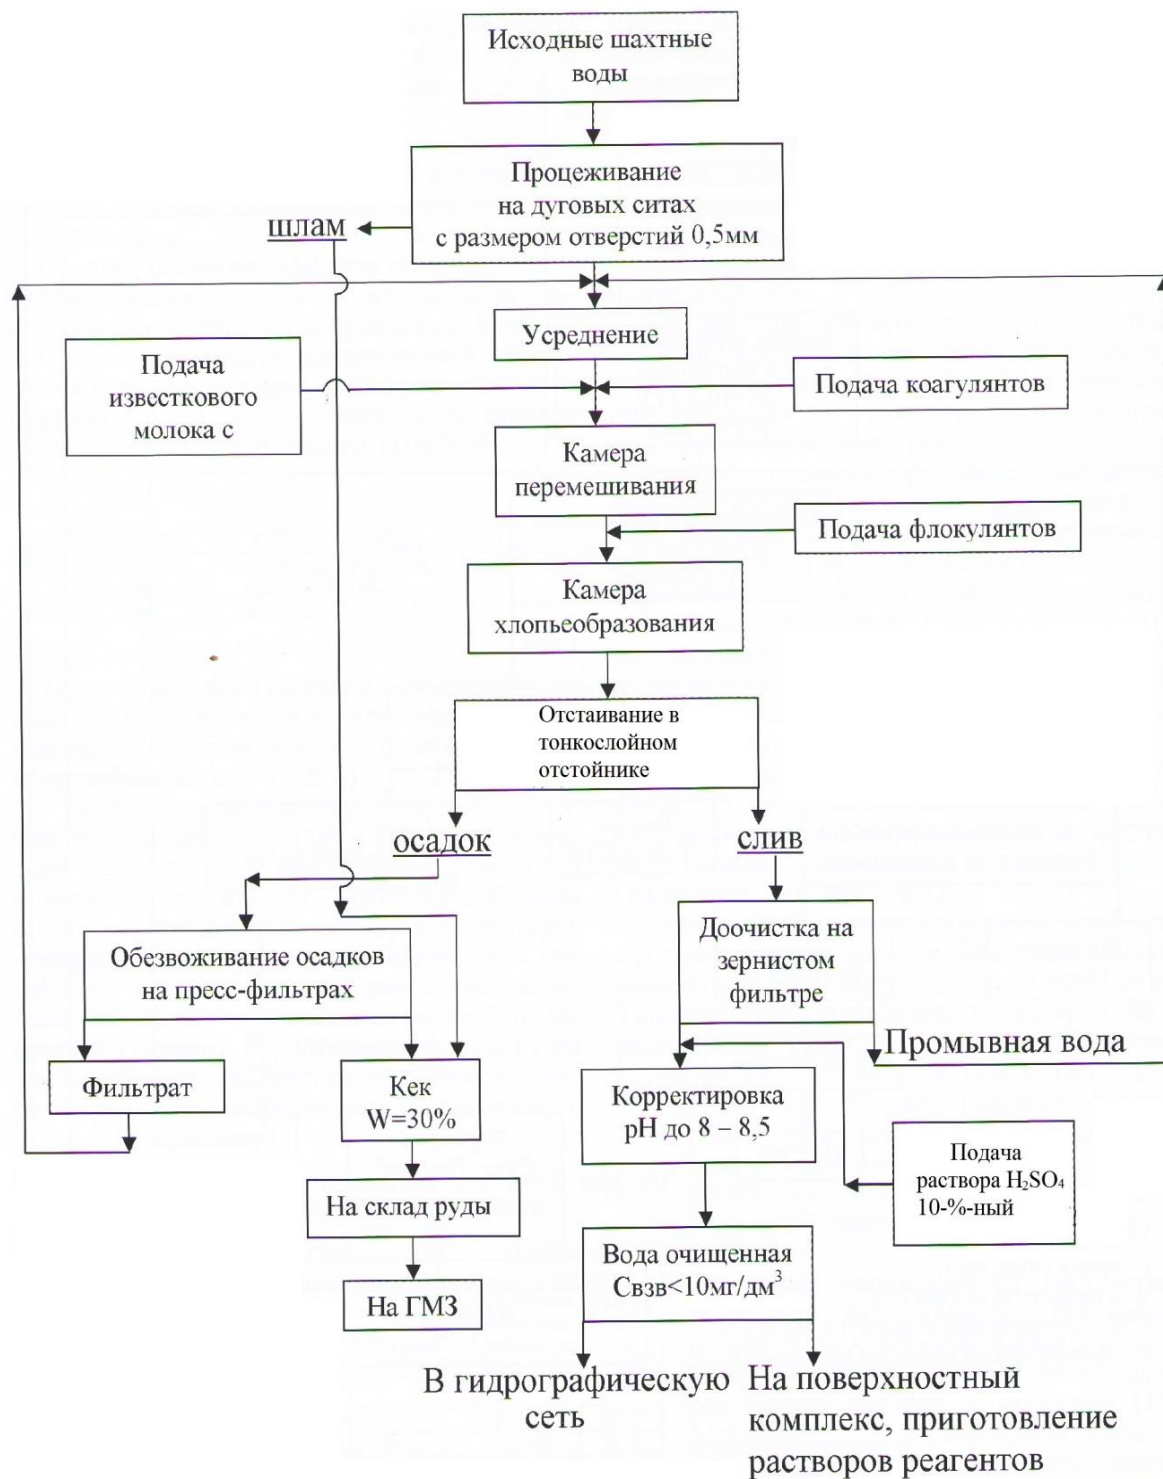 Исходные шахтные
воды
Процеживание
на дуговых ситах
с размером отверстий 0,5мм
шлам
Усреднение
Подача
известкового
молока с
Подача коагулянтов
Камера
перемешивания
Подача флокулянтов
Камера
хлопьеобразования
Отстаивание в
тонкослойном
отстойнике
осадок
слив
Обезвоживание осадков
на пресс-фильтрах
Доочистка на
зернистом
фильтре
Промывная вода
Фильтрат
Кек
W=30%
Корректировка
рН до 8 – 8,5
Подача
раствора H₂SO₄
10-%-ный
На склад руды
Вода очищенная
Свзв<10мг/дм³
На ГМЗ
В гидрографическую
сеть
На поверхностный
комплекс, приготовление
растворов реагентов